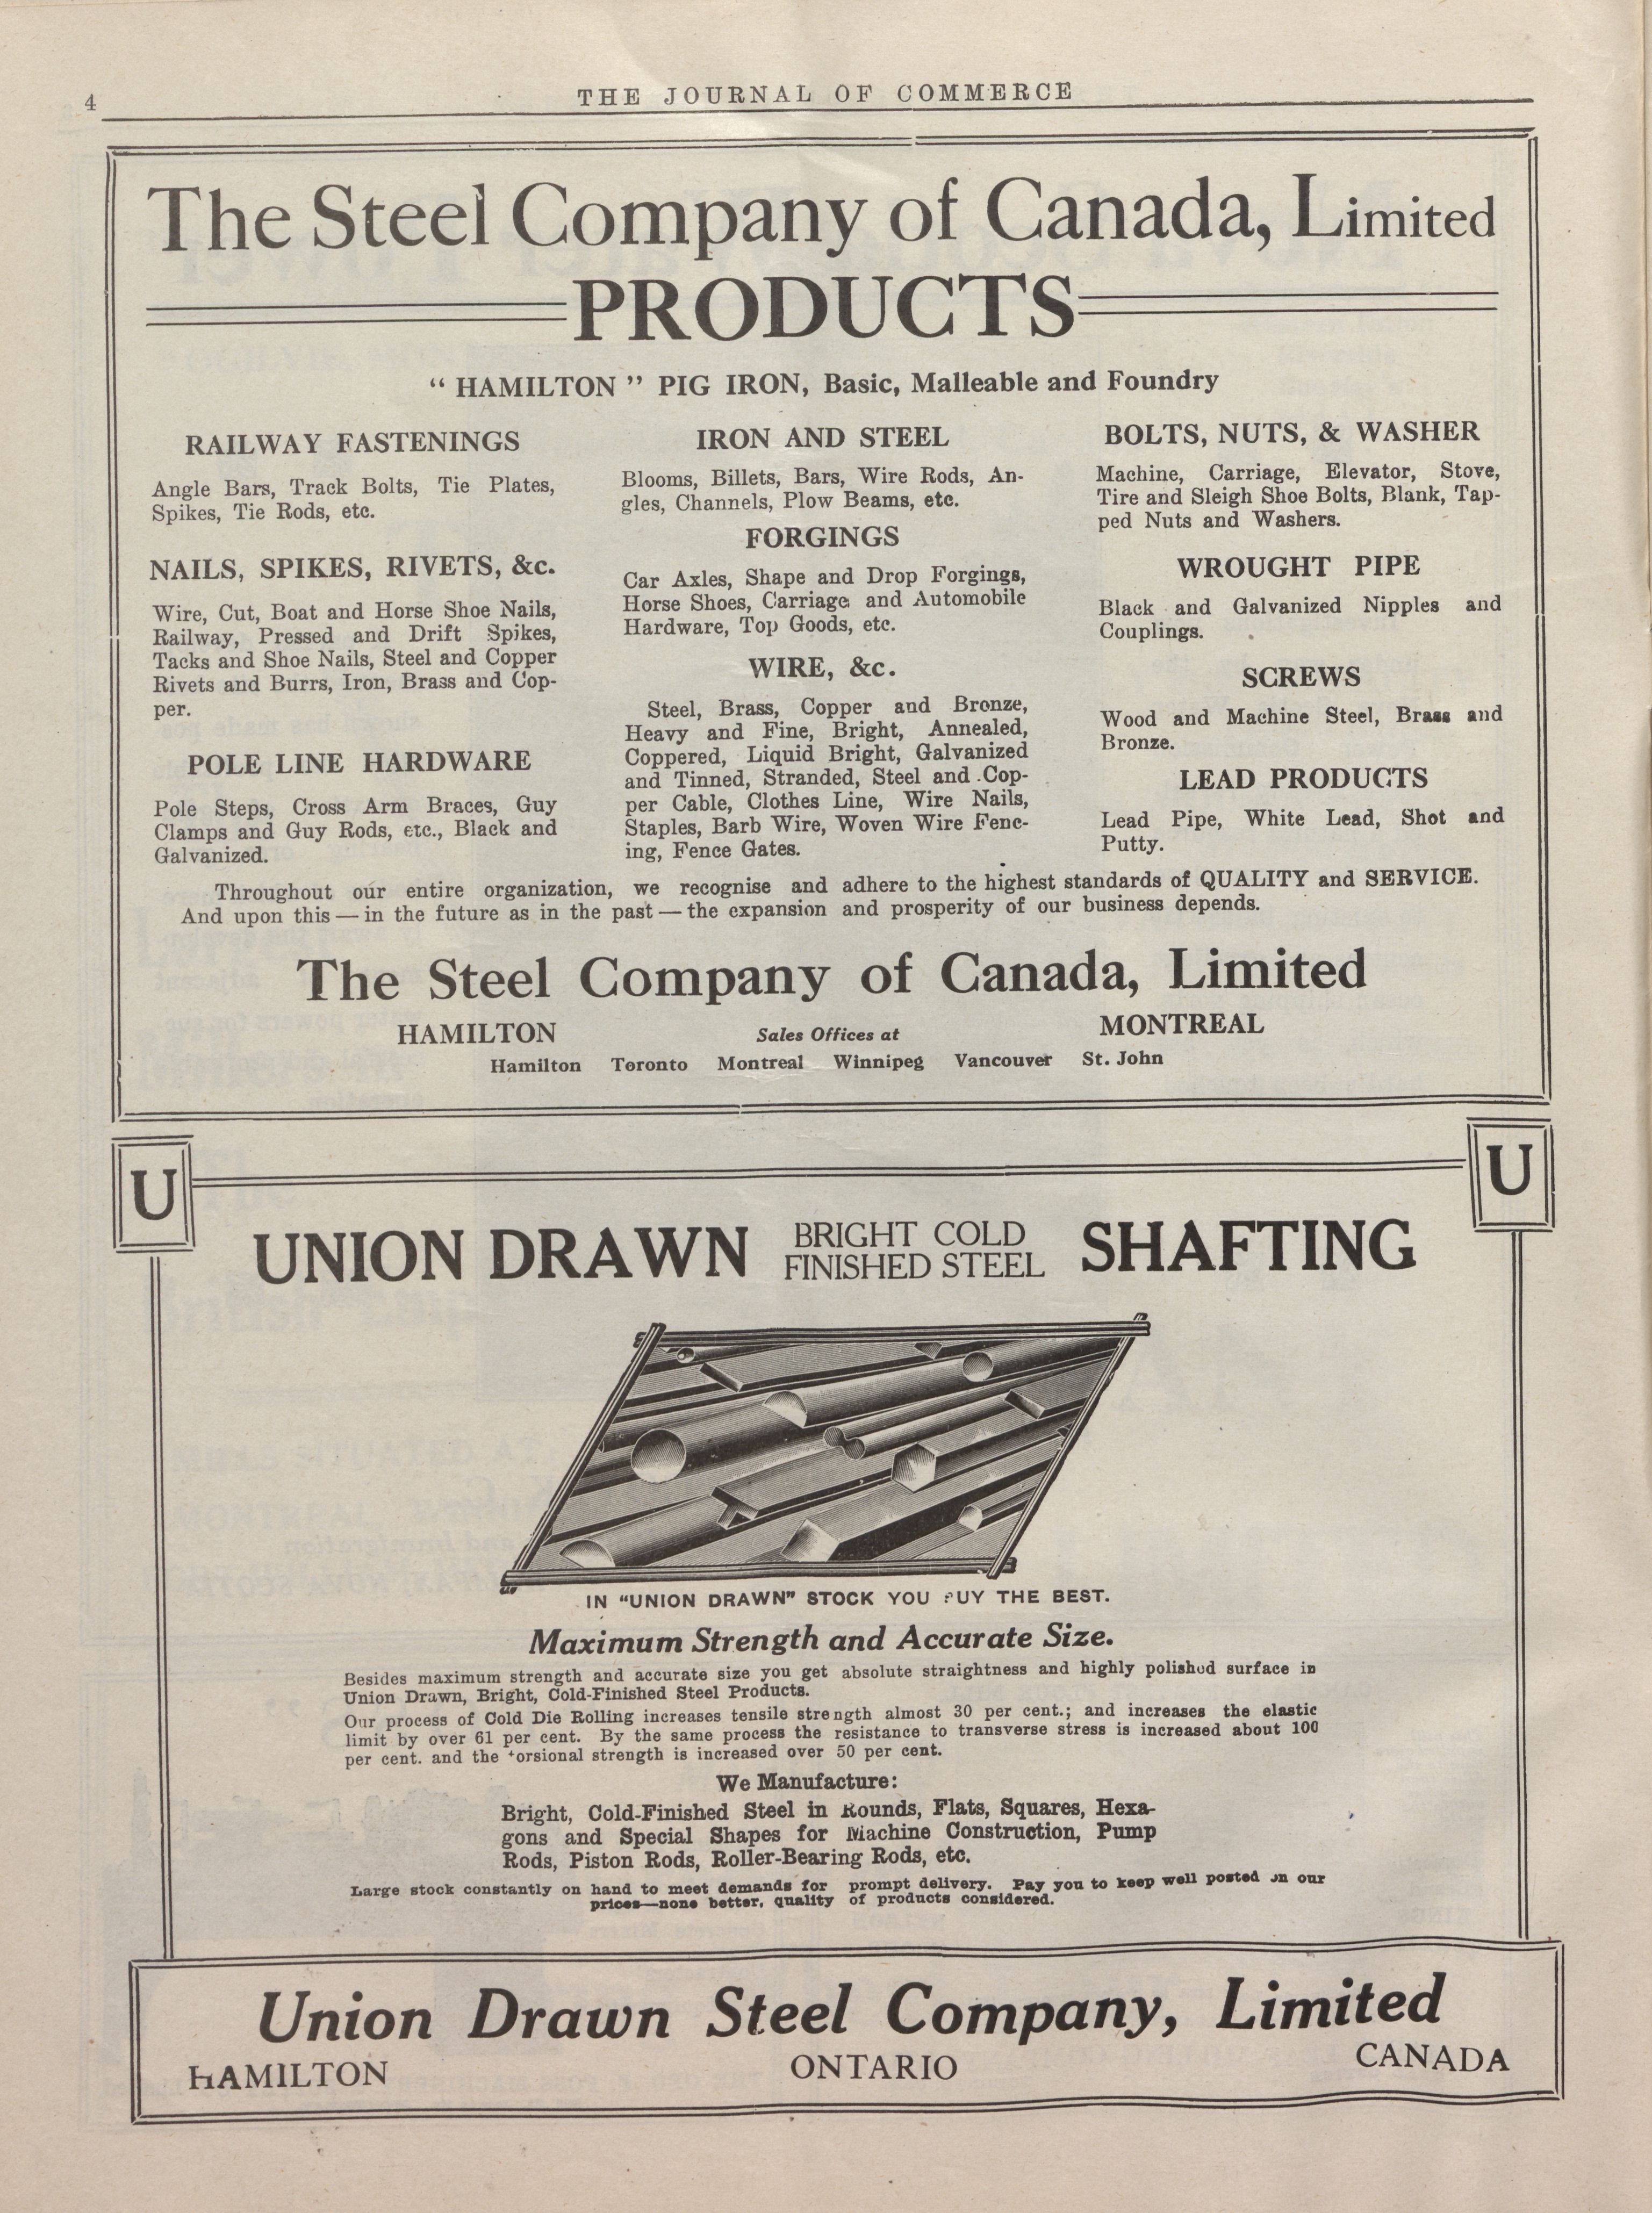 4
THE JOURNAL OF COMMERCE
The Steel Company of Canada, Limited
PRODUCTS
“ HAMILTON ” PIG IRON, Basic, Malleable and Foundry
RAILWAY FASTENINGS
Angle Bars, Track Bolts, Tie Plates,
Spikes, Tie Rods, etc.
NAILS, SPIKES, RIVETS, &c.
Wire, Cut, Boat and Horse Shoe Nails,
Railway, Pressed and Drift Spikes,
Tacks and Shoe Nails, Steel and Copper
Rivets and Burrs, Iron, Brass and Cop-
per.
POLE LINE HARDWARE
Pole Steps, Cross Arm Braces, Guy
Clamps and Guy Rods, etc., Black and
Galvanized.
IRON AND STEEL
Blooms, Billets, Bars, Wire Rods, An-
gles, Channels, Plow Beams, etc.
FORGINGS
Car Axles, Shape and Drop Forgings,
Horse Shoes, Carriage and Automobile
Hardware, Top Goods, etc.
WIRE, &c.
Steel, Brass, Copper and Bronze,
Heavy and Fine, Bright, Annealed,
Coppered, Liquid Bright, Galvanized
and Tinned, Stranded, Steel and Cop-
per Cable, Clothes Line, Wire Nails,
Staples, Barb Wire, Woven Wire Fenc-
ing, Fence Gates.
BOLTS, NUTS, & WASHER
Machine, Carriage, Elevator, Stove,
Tire and Sleigh Shoe Bolts, Blank, Tap-
ped Nuts and Washers.
WROUGHT PIPE
Black and Galvanized Nipples and
Couplings.
SCREWS
Wood and Machine Steel, Brass and
Bronze.
LEAD PRODUCTS
Lead Pipe, White Lead, Shot and
Putty.
Throughout our entire organization, we recognise and adhere to the highest standards of QUALITY and SERVICE.
And upon this — in the future as in the past — the expansion and prosperity of our business depends.
The Steel Company of Canada, Limited
HAMILTON Sales Offices at MONTREAL
Hamilton Toronto Montreal Winnipeg Vancouver St. John
U U
UNION DRAWN BRIGHT COLD FINISHED STEEL SHAFTING
IN “UNION DRAWN” STOCK YOU BUY THE BEST.
Maximum Strength and Accurate Size.
Besides maximum strength and accurate size you get absolute straightness and highly polished surface in
Union Drawn, Bright, Cold-Finished Steel Products.
Our process of Cold Die Rolling increases tensile strength almost 30 per cent.; and increases the elastic
limit by over 61 per cent. By the same process the resistance to transverse stress is increased about 100
per cent. and the torsional strength is increased over 50 per cent.
We Manufacture:
Bright, Cold-Finished Steel in Rounds, Flats, Squares, Hexa-
gons and Special Shapes for Machine Construction, Pump
Rods, Piston Rods, Roller-Bearing Rods, etc.
Large stock constantly on hand to meet demands for prompt delivery. Pay you to keep well posted on our
prices—none better, quality of products considered.
Union Drawn Steel Company, Limited
HAMILTON ONTARIO CANADA